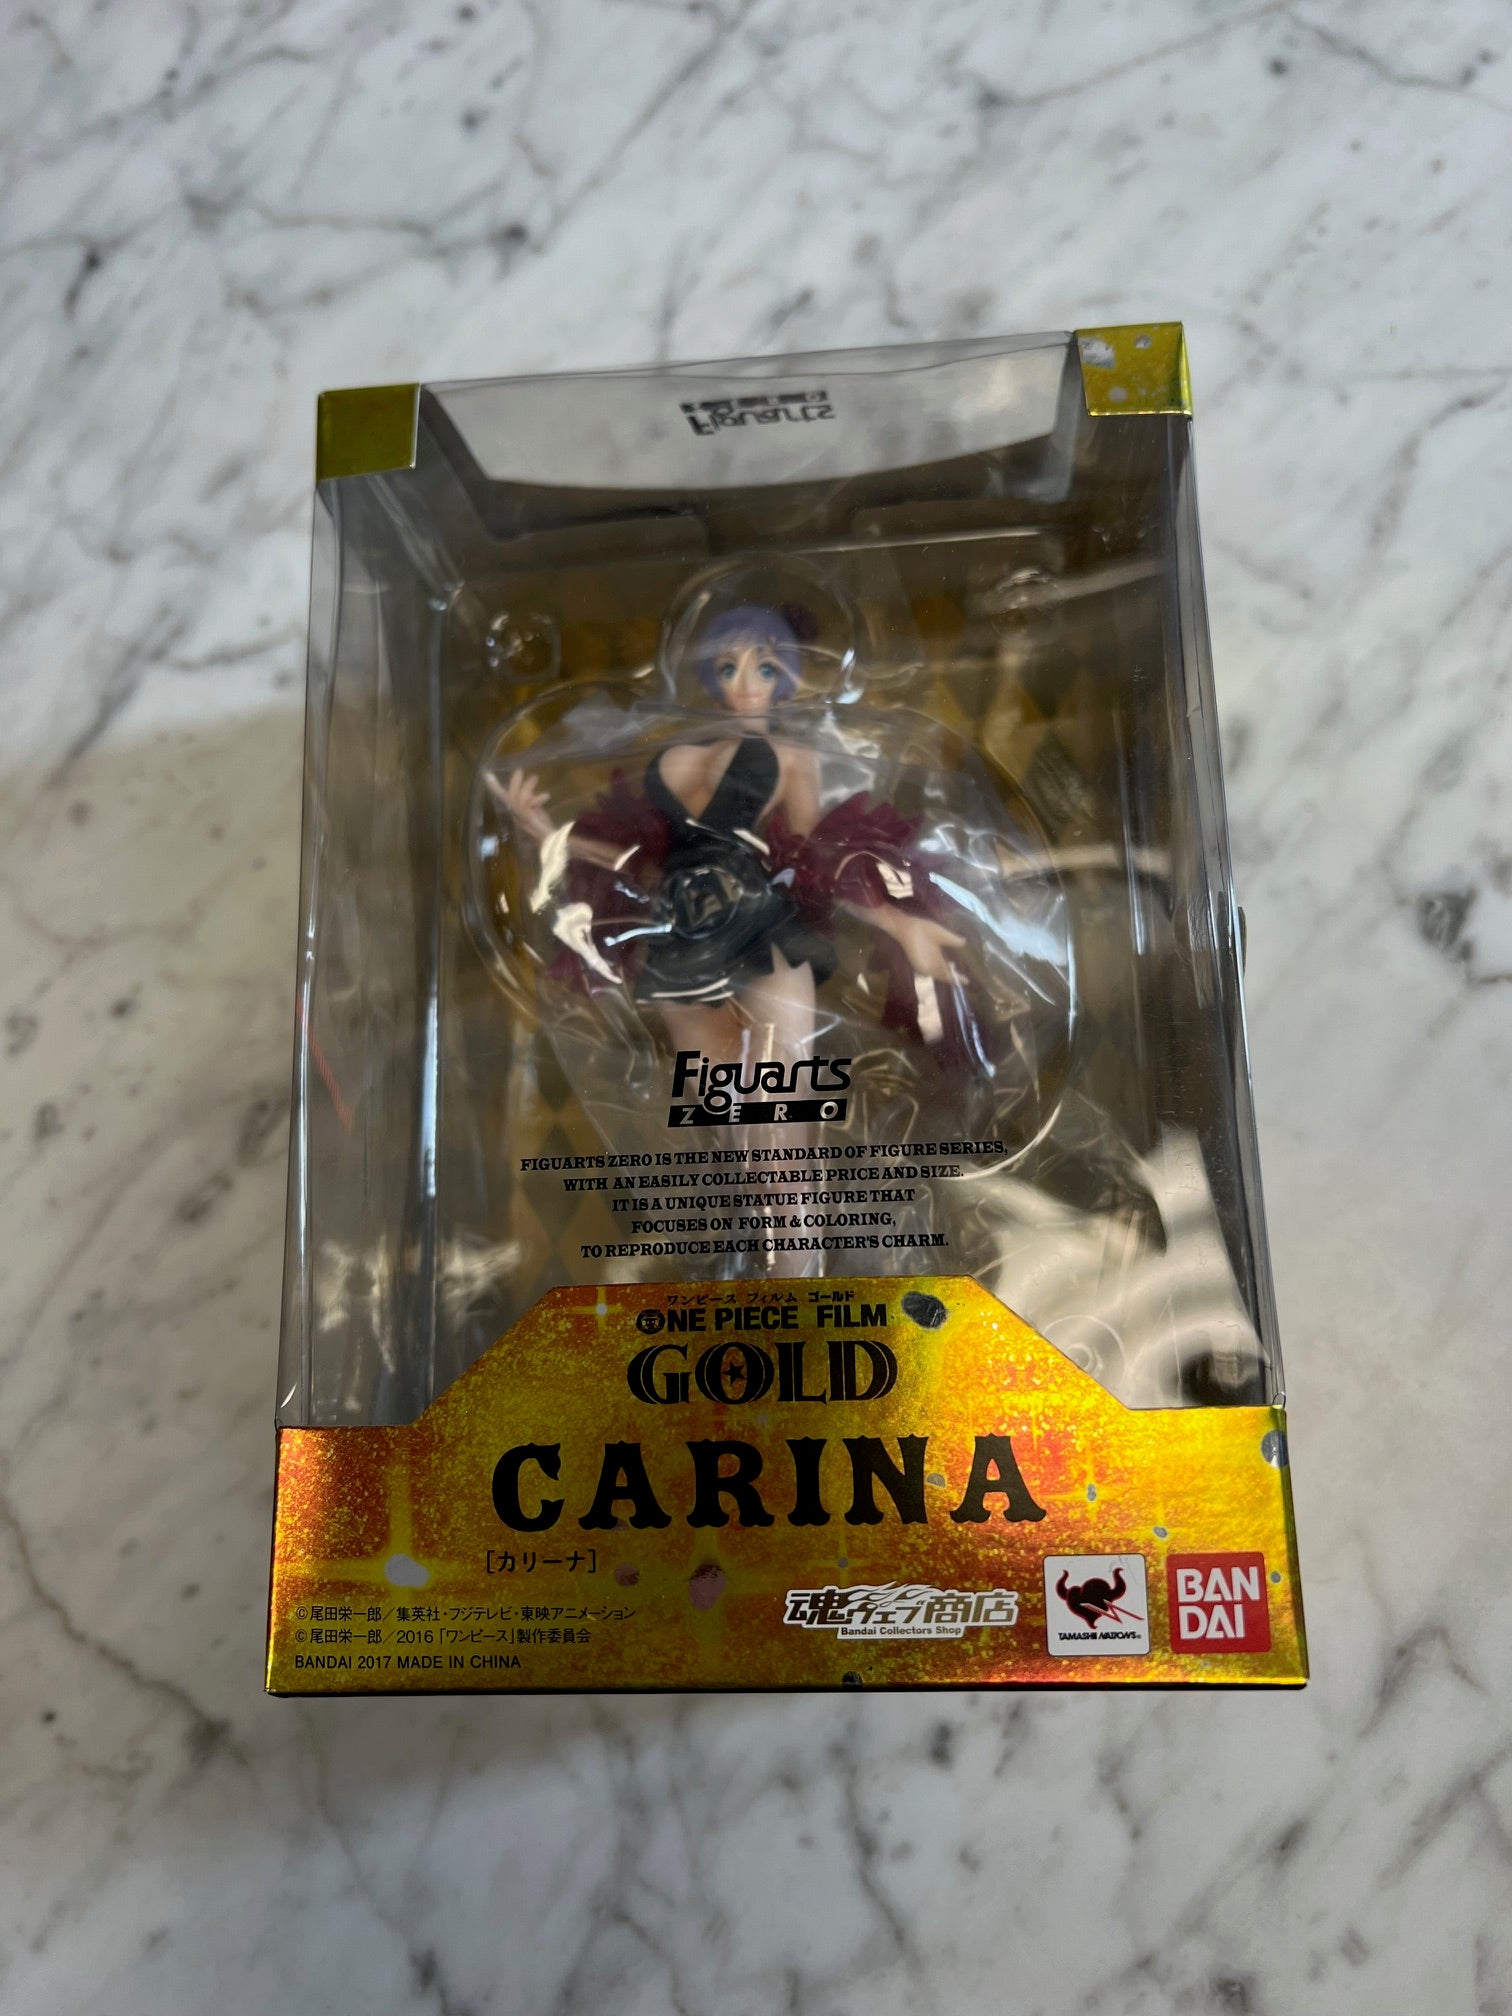 Figuarts
ZERO
Figuarts
ZERO
FIGUARTS ZERO IS THE NEW STANDARD OF FIGURE SERIES,
WITH AN EASILY COLLECTABLE PRICE AND SIZE.
IT IS A UNIQUE STATUE FIGURE THAT
FOCUSES ON FORM & COLORING,
TO REPRODUCE EACH CHARACTER'S CHARM.
ワンピース フィルム ゴールド
ONE PIECE FILM
GOLD
CARINA
[カリーナ]
©尾田栄一郎／集英社・フジテレビ・東映アニメーション
©尾田栄一郎／2016「ワンピース」製作委員会
BANDAI 2017 MADE IN CHINA
魂ウェブ商店
Bandai Collectors Shop
TAMASHII NATIONS®
BAN
DAI